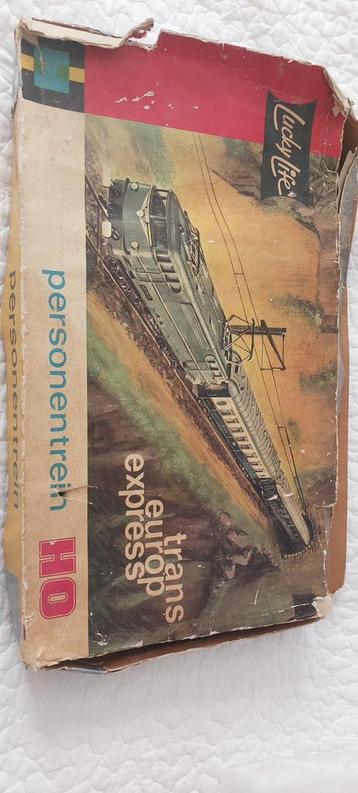 Lucky Life
trans
europ
express
personentrein
HO
personentrein